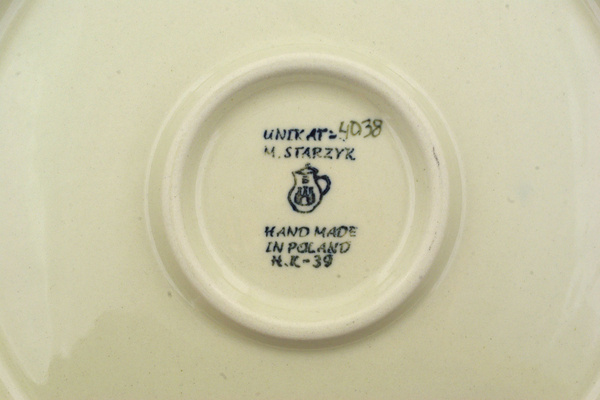 UNIKAT-4038
M. STARZYK
HAND MADE
IN POLAND
H.K-39